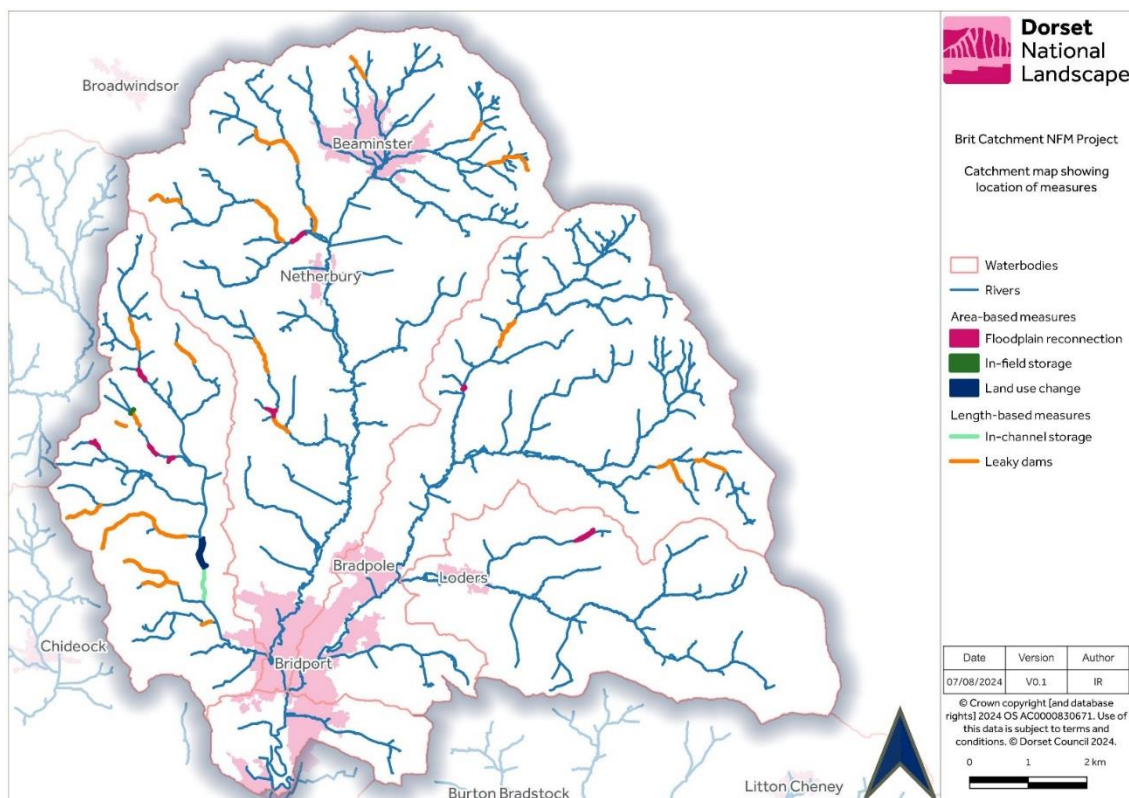 Broadwindsor
Beaminster
Netherbury
Bradpole
Loders
Bridport
Chideock
Burton Bradstock
Litton Cheney
Dorset
National
Landscape
Brit Catchment NFM Project
Catchment map showing
location of measures
Waterbodies
Rivers
Area-based measures
Floodplain reconnection
In-field storage
Land use change
Length-based measures
In-channel storage
Leaky dams
Date Version Author
07/08/2024 V0.1 IR
© Crown copyright [and database
rights] 2024 OS AC0000830671. Use of
this data is subject to terms and
conditions. © Dorset Council 2024.
0 1 2 km